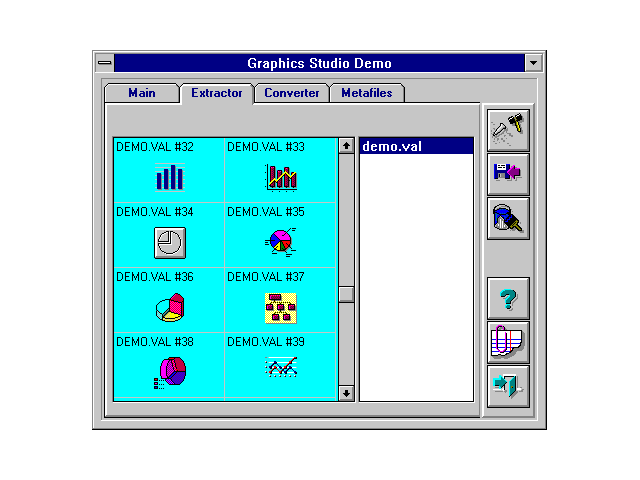 Graphics Studio Demo
Main Extractor Converter Metafiles
DEMO.VAL #32 DEMO.VAL #33 demo.val
DEMO.VAL #34 DEMO.VAL #35
DEMO.VAL #36 DEMO.VAL #37
DEMO.VAL #38 DEMO.VAL #39
?